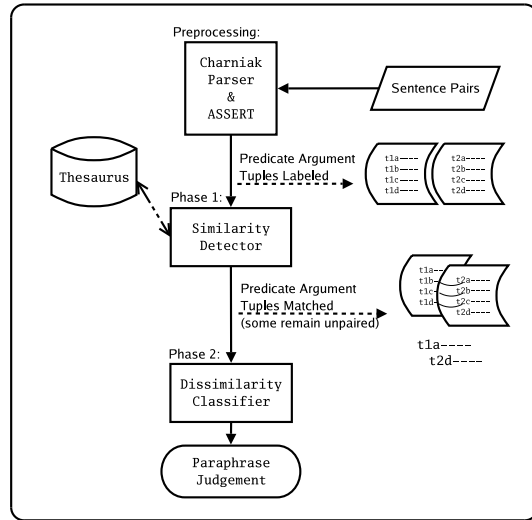 Preprocessing:
Charniak
Parser
&
ASSERT
Sentence Pairs
Predicate Argument
Tuples Labeled
t1a----
t1b----
t1c----
t1d----
t2a----
t2b----
t2c----
t2d----
Thesaurus
Phase 1:
Similarity
Detector
Predicate Argument
Tuples Matched
(some remain unpaired)
t1a--
t1b--
t1c--
t1d--
t2a----
t2b----
t2c----
t2d----
t1a----
t2d----
Phase 2:
Dissimilarity
Classifier
Paraphrase
Judgement